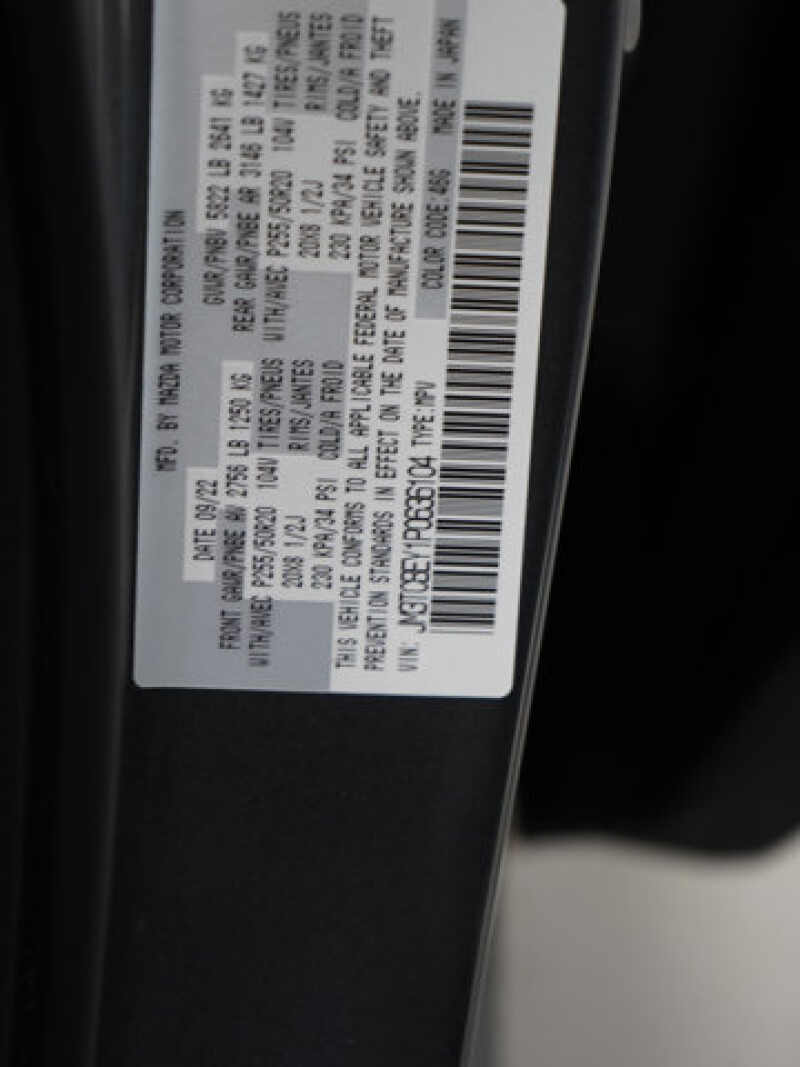 MFD. BY MAZDA MOTOR CORPORATION
DATE 09/22 GVWR/PNBV 5822 LB 2641 KG
FRONT GAWR/PNBE AV 2756 LB 1250 KG REAR GAWR/PNBE AR 3146 LB 1427 KG
WITH/AVEC P255/50R20 104V TIRES/PNEUS WITH/AVEC P255/50R20 104V TIRES/PNEUS
20X8 1/2J RIMS/JANTES 20X8 1/2J RIMS/JANTES
230 KPA/34 PSI COLD/A FROID 230 KPA/34 PSI COLD/A FROID
THIS VEHICLE CONFORMS TO ALL APPLICABLE FEDERAL MOTOR VEHICLE SAFETY AND THEFT
PREVENTION STANDARDS IN EFFECT ON THE DATE OF MANUFACTURE SHOWN ABOVE.
VIN: JM3TCBEY1P0636104 TYPE:MPV COLOR CODE:46G MADE IN JAPAN